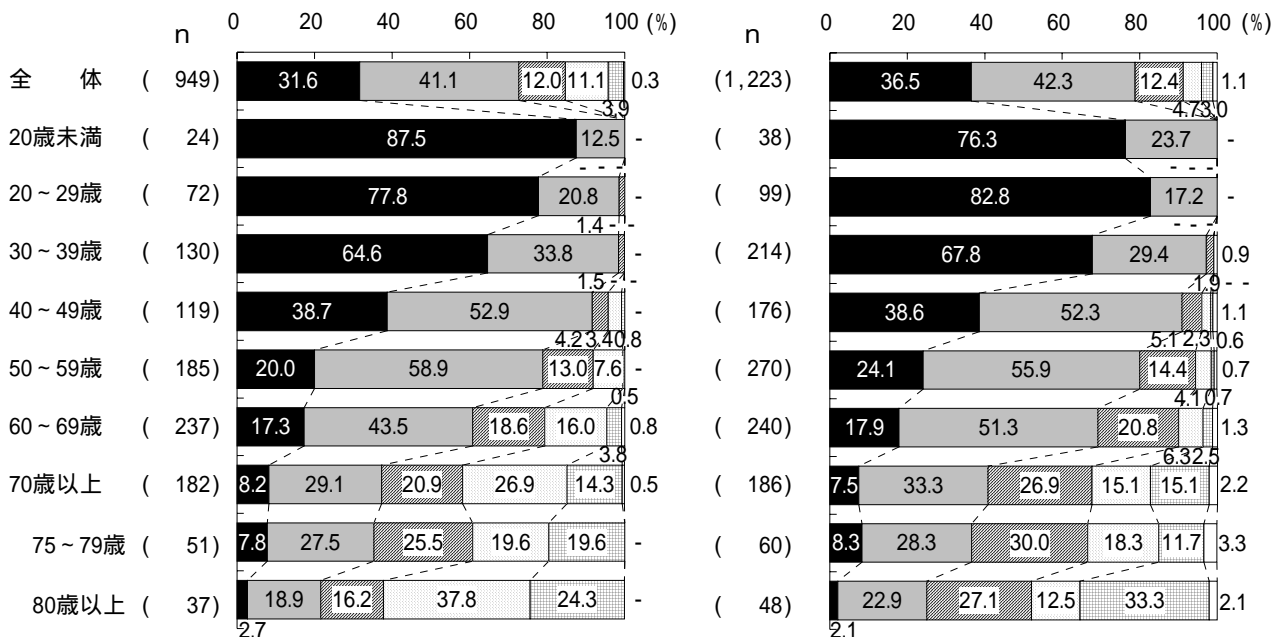 0 20 40 60 80 100 (%) 0 20 40 60 80 100 (%)
n n
全　体 ( 949) 31.6 41.1 12.0 11.1 0.3 (1,223) 36.5 42.3 12.4 1.1
3.9 4.7 3.0
20歳未満 ( 24) 87.5 12.5 - ( 38) 76.3 23.7 -
- - - - - - -
20～29歳 ( 72) 77.8 20.8 - ( 99) 82.8 17.2 -
1.4 - - - - -
30～39歳 ( 130) 64.6 33.8 - ( 214) 67.8 29.4 0.9
1.5 - - 1.9 - -
40～49歳 ( 119) 38.7 52.9 - ( 176) 38.6 52.3 1.1
4.2 3.4 0.8 5.1 2.3 0.6
50～59歳 ( 185) 20.0 58.9 13.0 7.6 - ( 270) 24.1 55.9 14.4 0.7
0.5 4.1 0.7
60～69歳 ( 237) 17.3 43.5 18.6 16.0 0.8 ( 240) 17.9 51.3 20.8 1.3
3.8 6.3 2.5
70歳以上 ( 182) 8.2 29.1 20.9 26.9 14.3 0.5 ( 186) 7.5 33.3 26.9 15.1 15.1 2.2
75～79歳 ( 51) 7.8 27.5 25.5 19.6 19.6 - ( 60) 8.3 28.3 30.0 18.3 11.7 3.3
80歳以上 ( 37) 18.9 16.2 37.8 24.3 - ( 48) 22.9 27.1 12.5 33.3 2.1
2.7 2.1